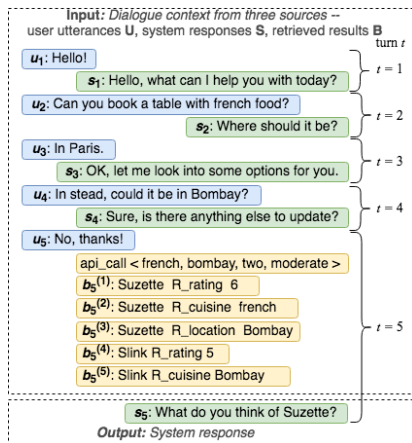 Input: Dialogue context from three sources --
user utterances U, system responses S, retrieved results B
turn t
u1: Hello!
t = 1
s1: Hello, what can I help you with today?
u2: Can you book a table with french food?
t = 2
s2: Where should it be?
u3: In Paris.
t = 3
s3: OK, let me look into some options for you.
u4: In stead, could it be in Bombay?
t = 4
s4: Sure, is there anything else to update?
u5: No, thanks!
api_call < french, bombay, two, moderate >
b5(1): Suzette R_rating 6
b5(2): Suzette R_cuisine french
t = 5
b5(3): Suzette R_location Bombay
b5(4): Slink R_rating 5
b5(5): Slink R_cuisine Bombay
s5: What do you think of Suzette?
Output: System response